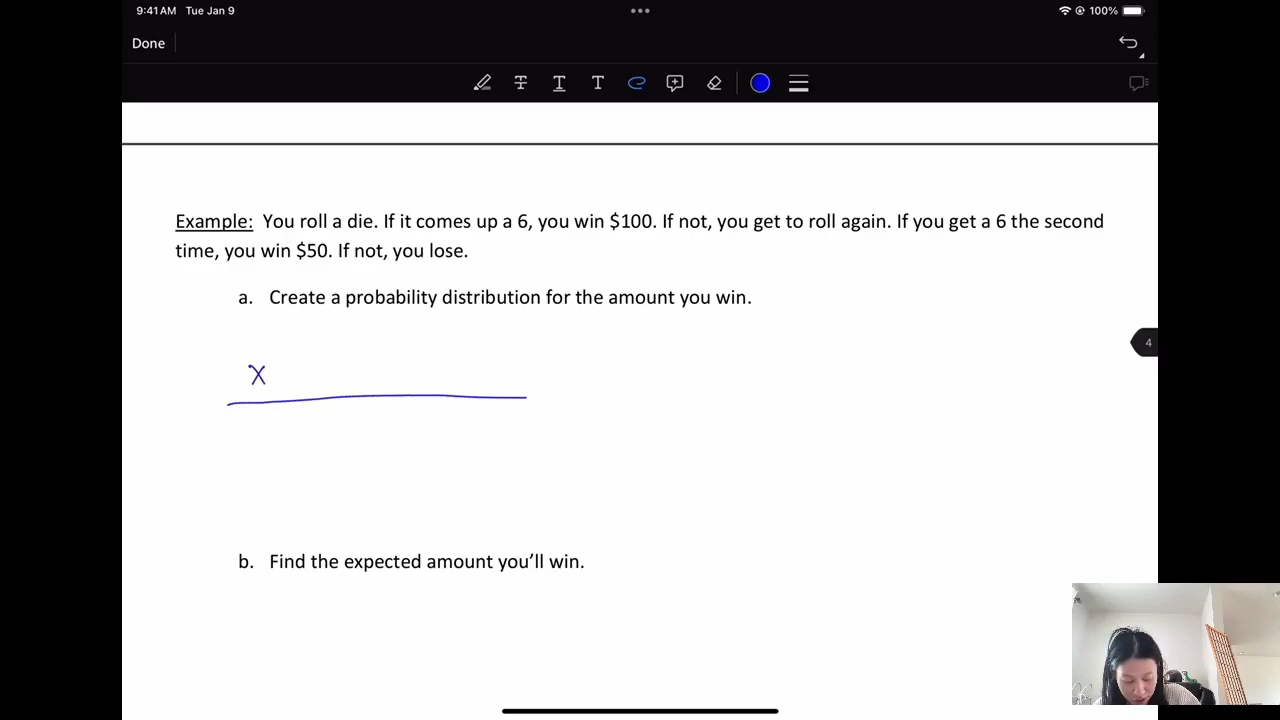 9:41 AM Tue Jan 9
100%
Done
T T T
Example: You roll a die. If it comes up a 6, you win $100. If not, you get to roll again. If you get a 6 the second
time, you win $50. If not, you lose.
a. Create a probability distribution for the amount you win.
4
X
b. Find the expected amount you’ll win.